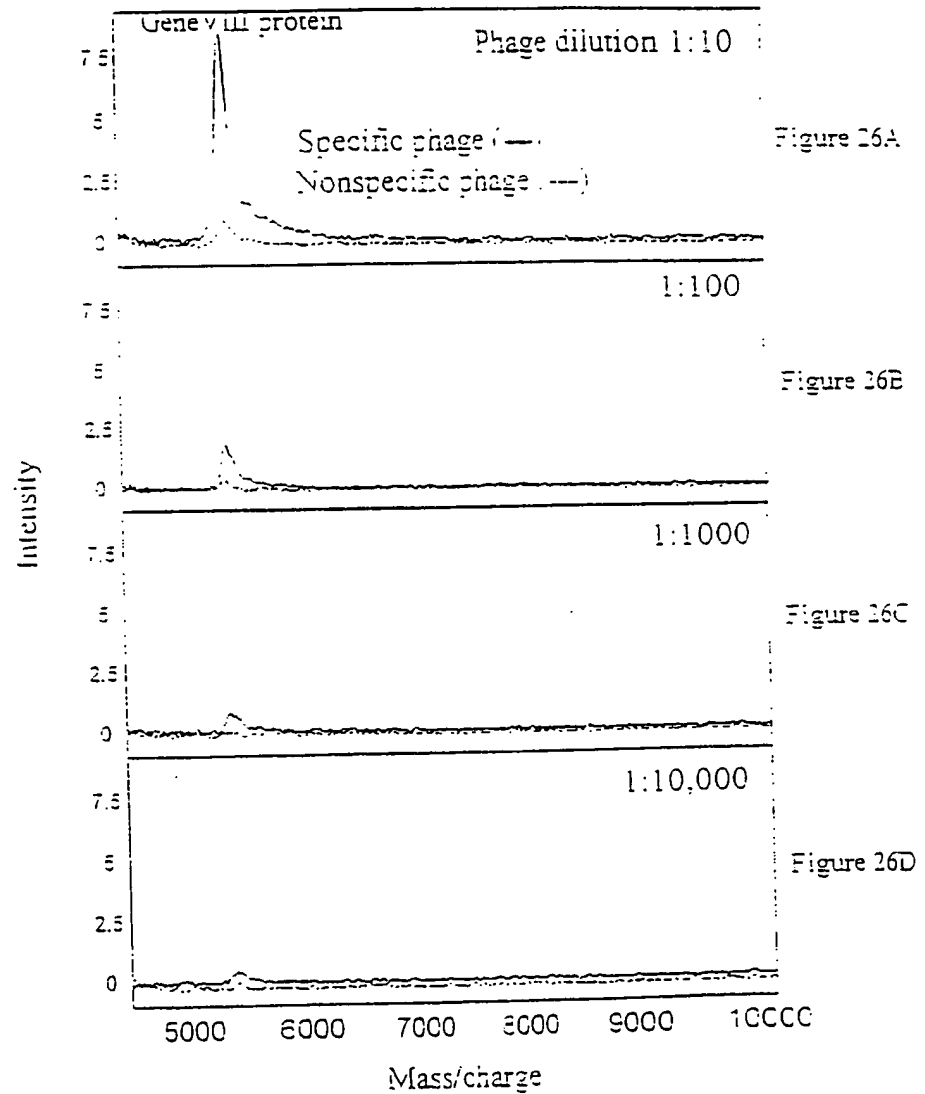 Gene VIII protein
Phage dilution 1:10
7.5
5
2.5
0
Specific phage (—)
Nonspecific phage (---)
Figure 26A
1:100
7.5
5
2.5
0
Figure 26B
1:1000
7.5
5
2.5
0
Figure 26C
1:10,000
7.5
5
2.5
0
Figure 26D
Intensity
5000 6000 7000 8000 9000 10000
Mass/charge